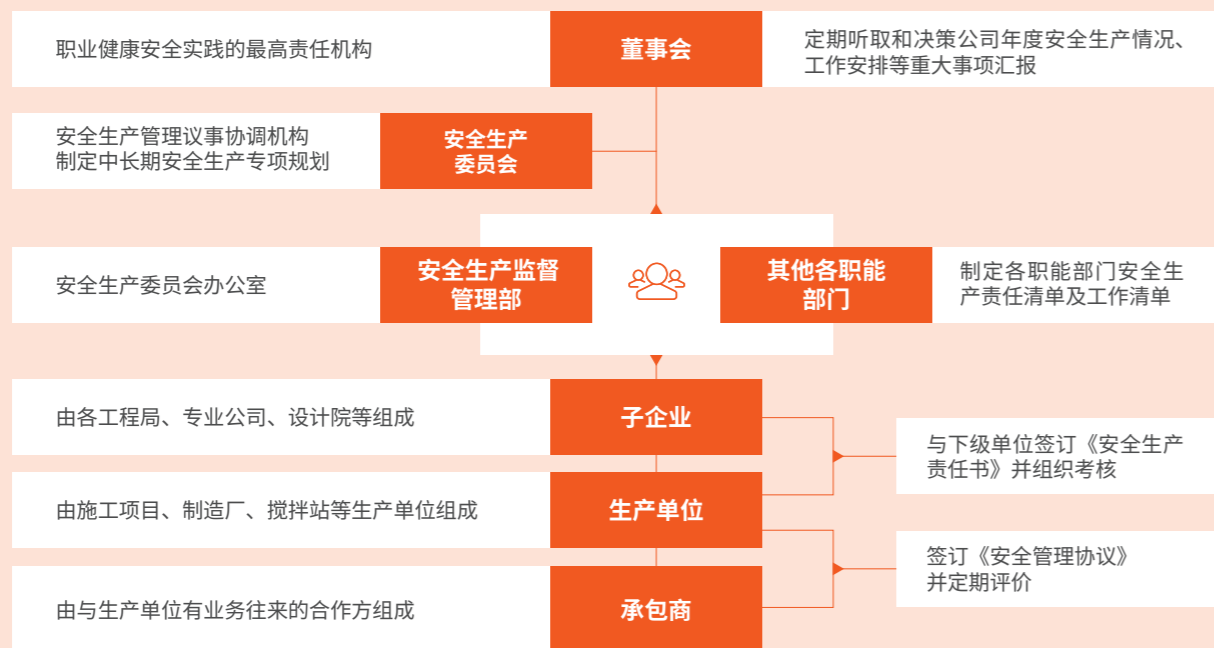 职业健康安全实践的最高责任机构
董事会
定期听取和决策公司年度安全生产情况、
工作安排等重大事项汇报
安全生产管理议事协调机构
制定中长期安全生产专项规划
安全生产
委员会
安全生产委员会办公室
安全生产监督
管理部
其他各职能
部门
制定各职能部门安全生
产责任清单及工作清单
由各工程局、专业公司、设计院等组成
子企业
与下级单位签订《安全生产
责任书》并组织考核
由施工项目、制造厂、搅拌站等生产单位组成
生产单位
签订《安全管理协议》
并定期评价
由与生产单位有业务往来的合作方组成
承包商